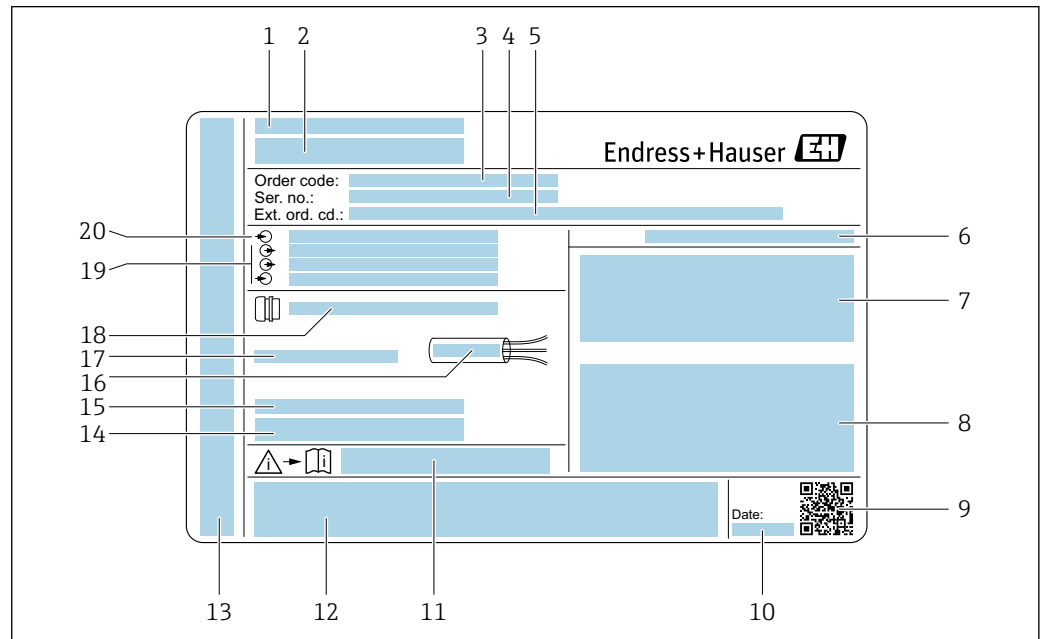 1 2 3 4 5
Endress+Hauser EH
Order code:
Ser. no.:
Ext. ord. cd.:
20
19
6
7
18
17
16
15
14
8
i i
9
Date:
13 12 11 10